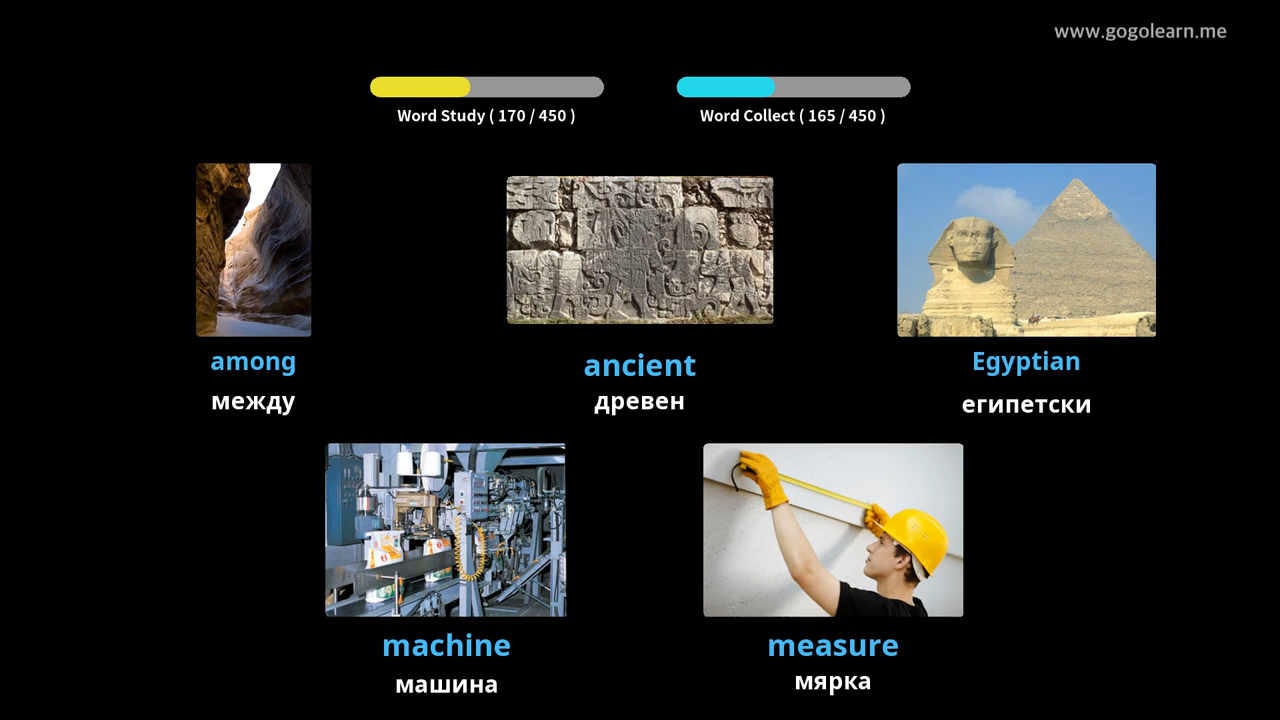 www.gogolearn.me
Word Study ( 170 / 450 )
Word Collect ( 165 / 450 )
among
между
ancient
древен
Egyptian
египетски
machine
машина
measure
мярка